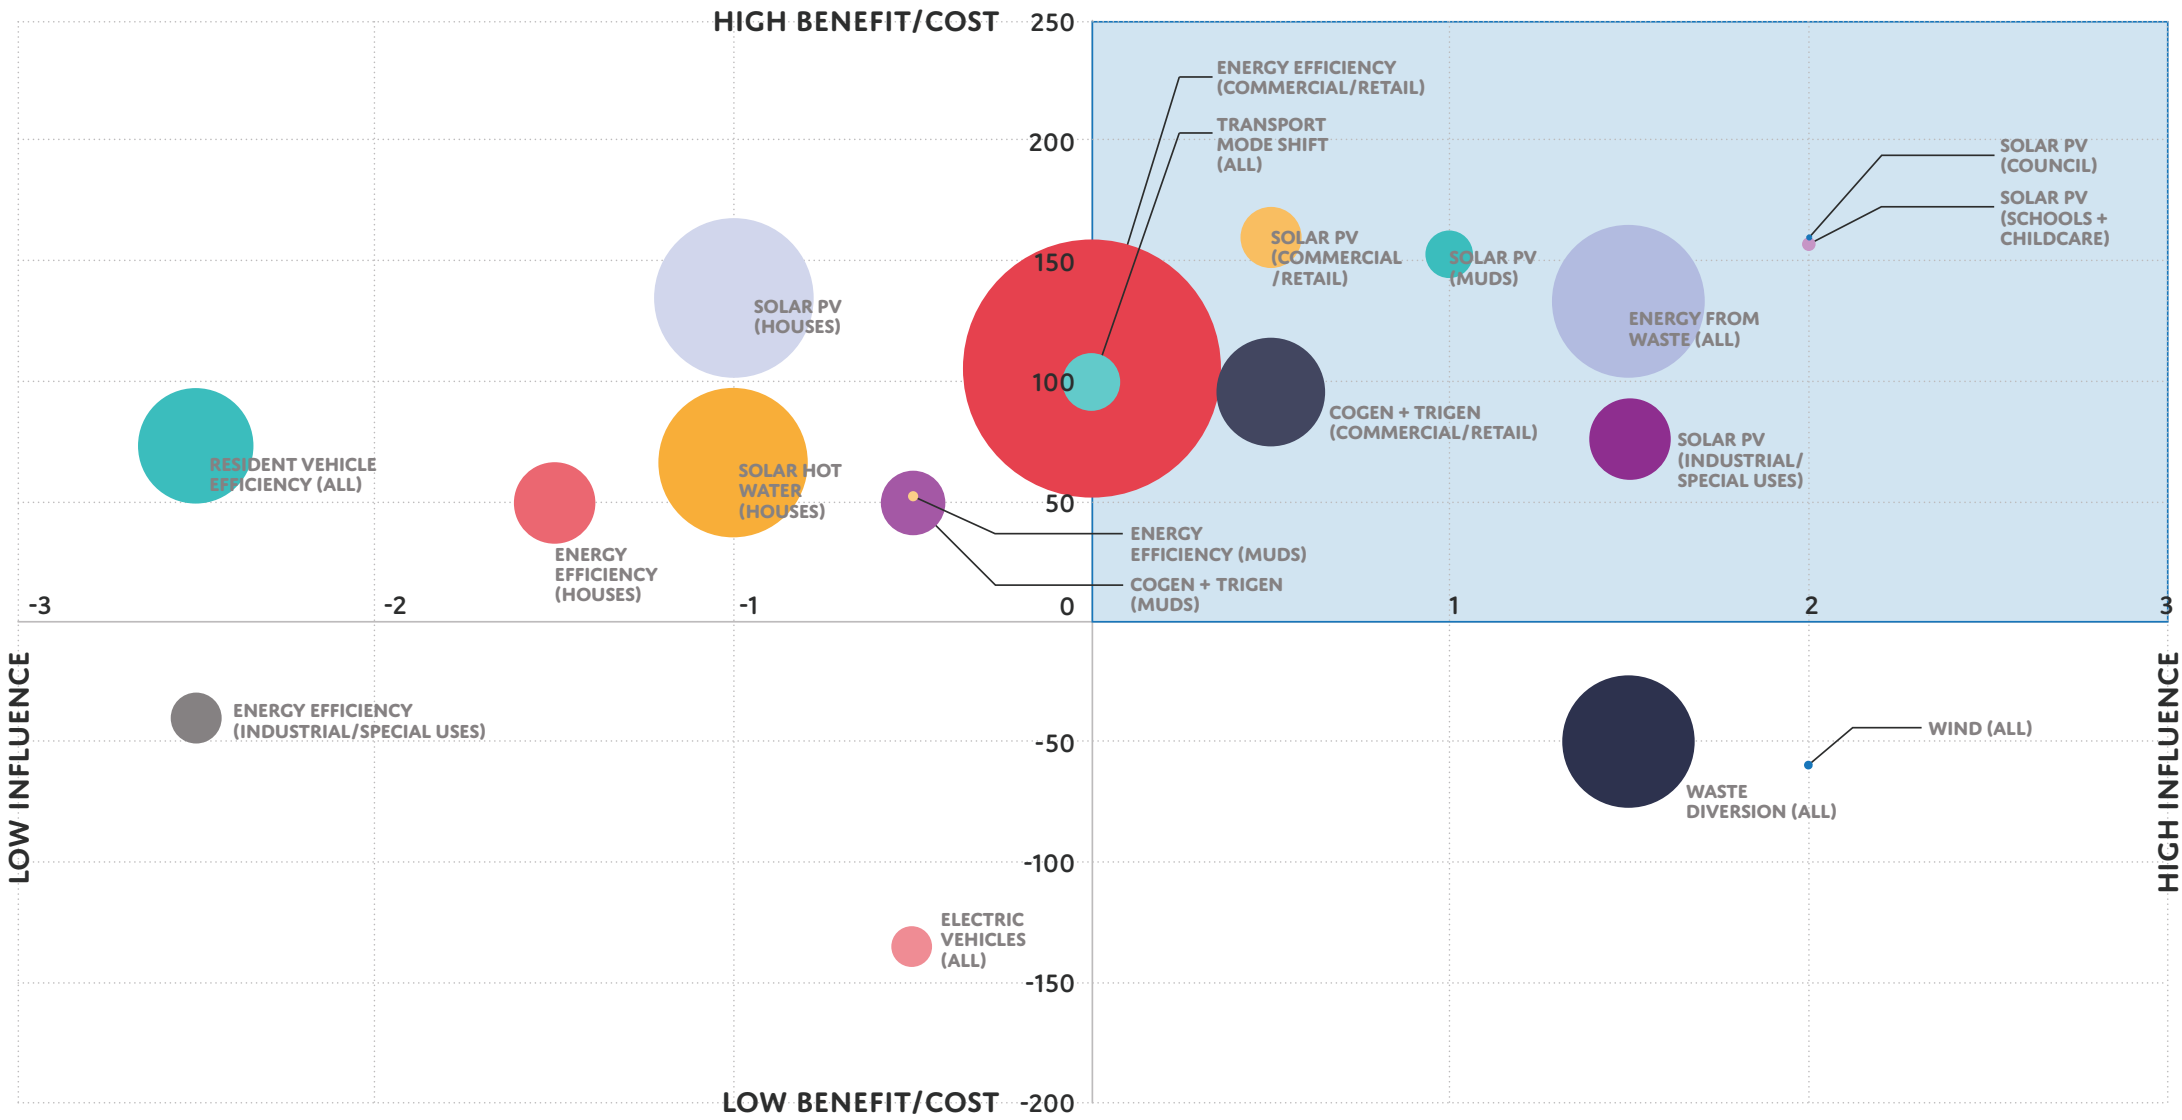 HIGH BENEFIT/COST
250
ENERGY EFFICIENCY
(COMMERCIAL/RETAIL)
TRANSPORT
MODE SHIFT
(ALL)
200
SOLAR PV
(COUNCIL)
SOLAR PV
(SCHOOLS +
CHILDCARE)
SOLAR PV
(COMMERCIAL
/RETAIL)
SOLAR PV
(MUDS)
150
SOLAR PV
(HOUSES)
ENERGY FROM
WASTE (ALL)
100
COGEN + TRIGEN
(COMMERCIAL/RETAIL)
SOLAR PV
(INDUSTRIAL/
SPECIAL USES)
RESIDENT VEHICLE
EFFICIENCY (ALL)
SOLAR HOT
WATER
(HOUSES)
50
ENERGY
EFFICIENCY (MUDS)
ENERGY
EFFICIENCY
(HOUSES)
COGEN + TRIGEN
(MUDS)
-3
-2
-1
0
1
2
3
LOW INFLUENCE
HIGH INFLUENCE
ENERGY EFFICIENCY
(INDUSTRIAL/SPECIAL USES)
-50
WIND (ALL)
WASTE
DIVERSION (ALL)
-100
ELECTRIC
VEHICLES
(ALL)
-150
LOW BENEFIT/COST
-200